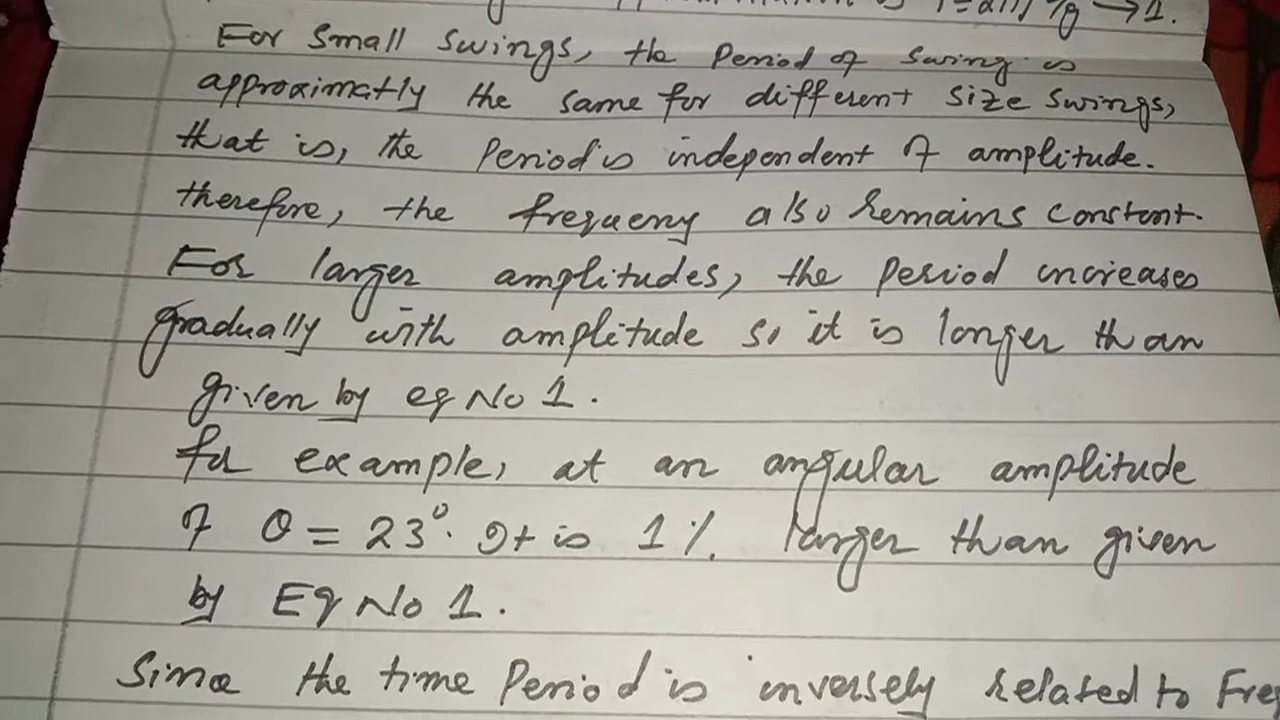 T=2π√l/g →1.
For Small Swings, the Period of Swing is
approximatly the same for different size swings,
that is, the Period is independent of amplitude.
therefore, the frequeny also remains constant.
For larger amplitudes, the period increases
gradually with amplitude so it is longer than
given by eq No 1.
for example, at an angular amplitude
of θ = 23°. It is 1%. larger than given
by Eq No 1.
Since the time Period is inversely related to Fre